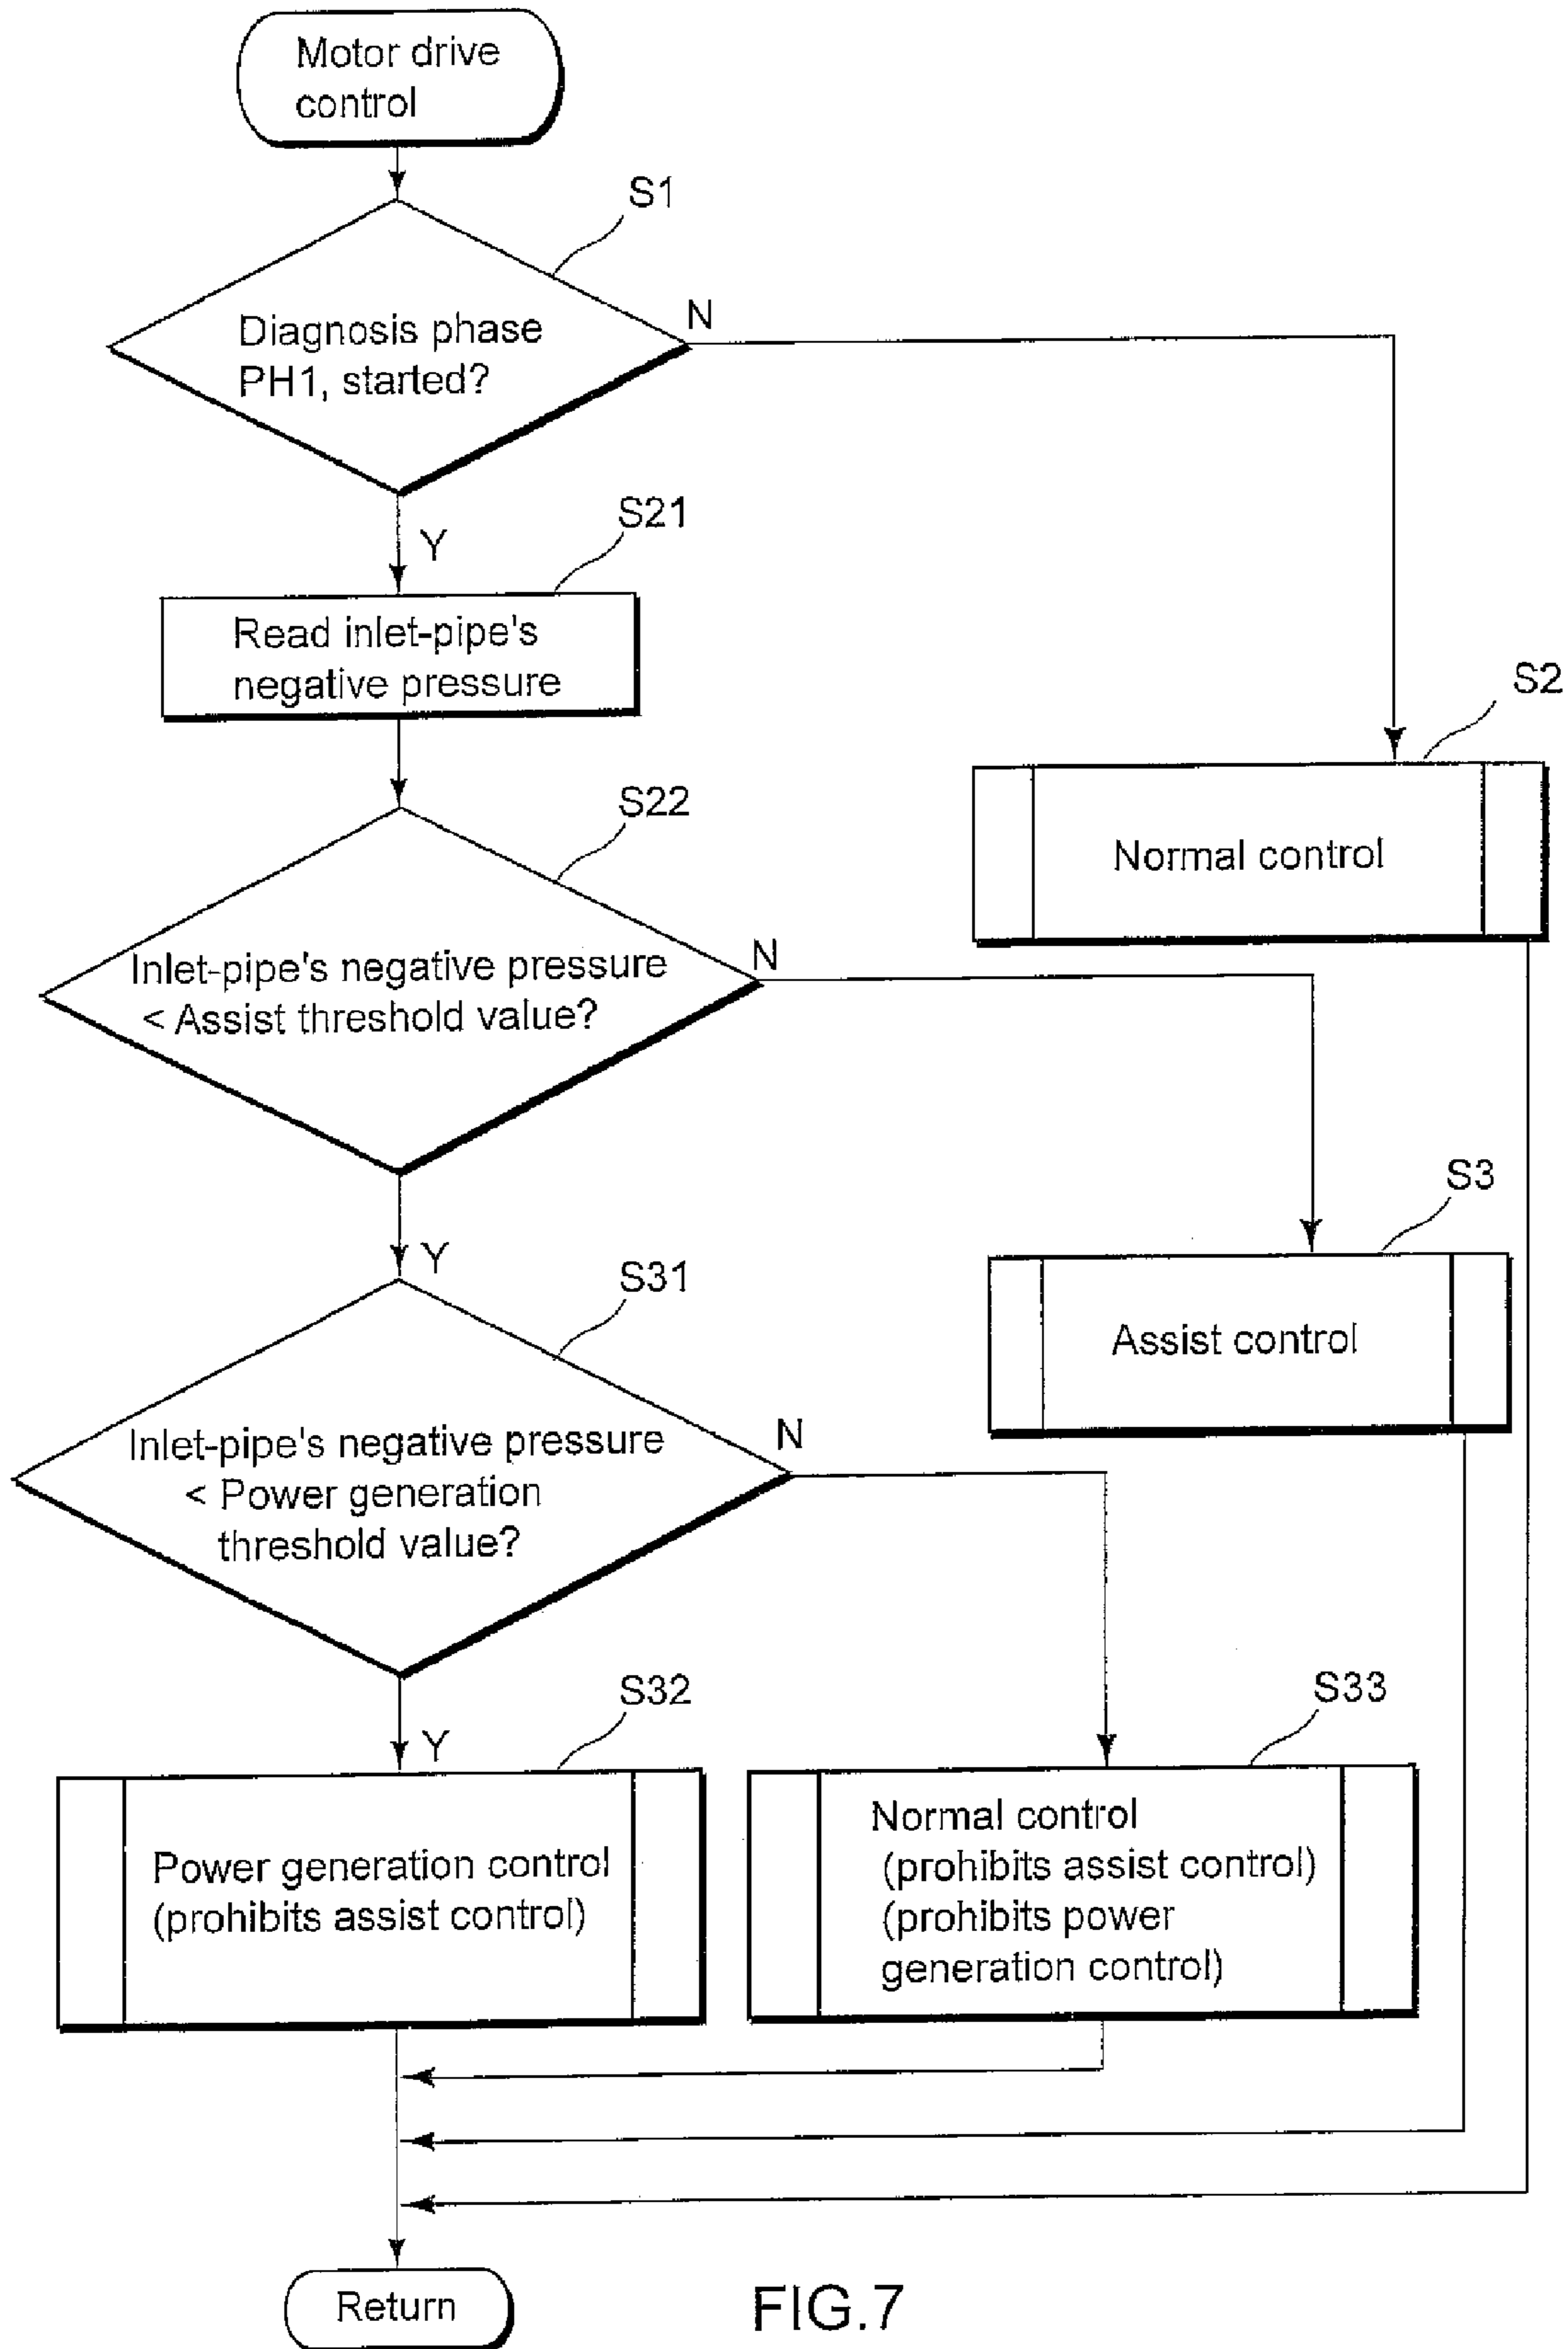 Motor drive
control
S1
Diagnosis phase
PH1, started?
N
Y
S21
Read inlet-pipe's
negative pressure
S2
Normal control
S22
Inlet-pipe's negative pressure
< Assist threshold value?
N
Y
S3
Assist control
S31
Inlet-pipe's negative pressure
< Power generation
threshold value?
N
Y
S32
Power generation control
(prohibits assist control)
S33
Normal control
(prohibits assist control)
(prohibits power
generation control)
Return
FIG.7